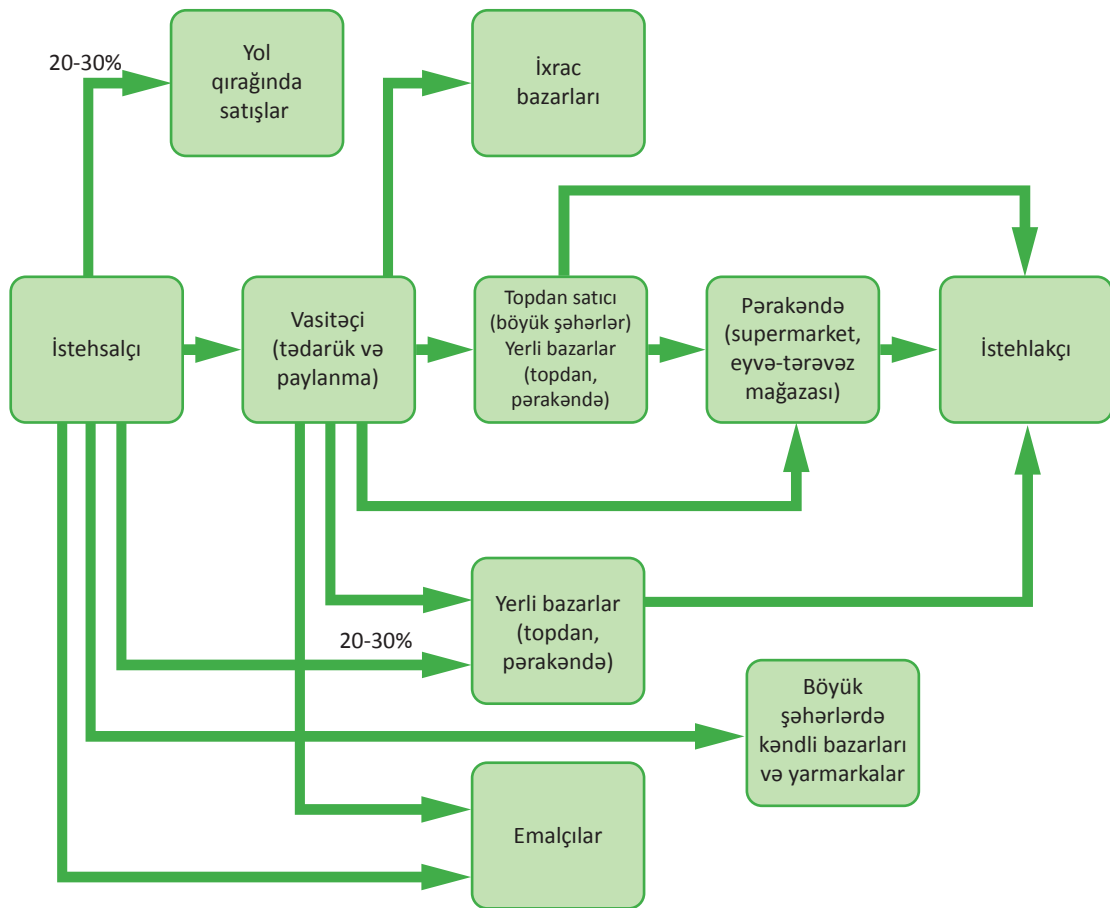 20-30%
Yol
qırağında
satışlar
İxrac
bazarları
İstehsalçı
Vasitəçi
(tədarük və
paylanma)
Topdan satıcı
(böyük şəhərlər)
Yerli bazarlar
(topdan,
pərakəndə)
Pərakəndə
(supermarket,
eyvə-tərəvəz
mağazası)
İstehlakçı
Yerli bazarlar
(topdan,
pərakəndə)
20-30%
Böyük
şəhərlərdə
kəndli bazarları
və yarmarkalar
Emalçılar